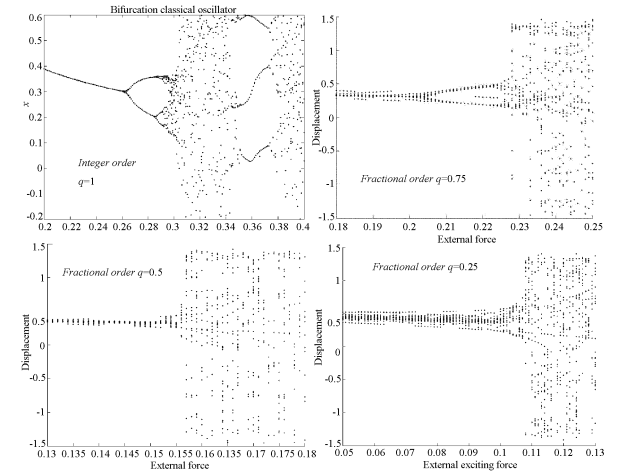 Bifurcation classical oscillator
0.6
0.5
0.4
0.3
0.2
0.1
0
-0.1
-0.2
x
Integer order
q=1
0.2 0.22 0.24 0.26 0.28 0.3 0.32 0.34 0.36 0.38 0.4
1.5
1
0.5
0
-0.5
-1
-1.5
Displacement
Fractional order q=0.75
0.18 0.19 0.2 0.21 0.22 0.23 0.24 0.25
External force
1.5
1
0.5
0
-0.5
-1
-1.5
Displacement
Fractional order q=0.5
0.13 0.135 0.14 0.145 0.15 0.155 0.16 0.165 0.17 0.175 0.18
External force
1.5
1
0.5
0
-0.5
-1
-1.5
Displacement
Fractional order q=0.25
0.05 0.06 0.07 0.08 0.09 0.1 0.11 0.12 0.13
External exciting force